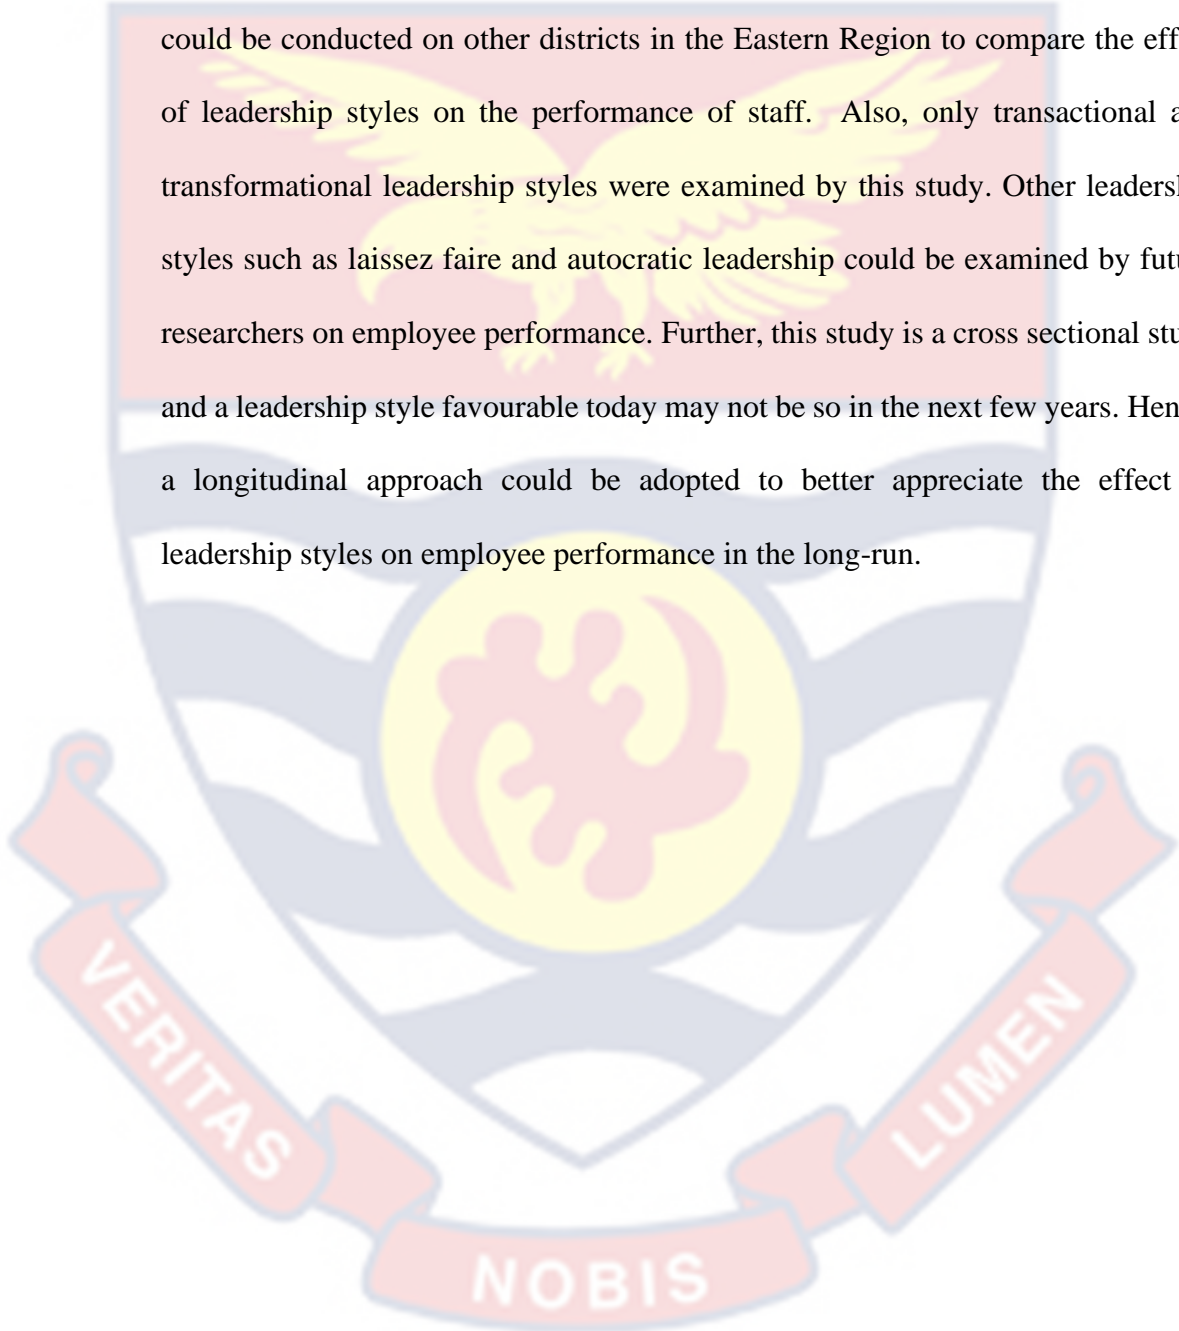 could be conducted on other districts in the Eastern Region to compare the eff
of leadership styles on the performance of staff. Also, only transactional a
transformational leadership styles were examined by this study. Other leadersh
styles such as laissez faire and autocratic leadership could be examined by futu
researchers on employee performance. Further, this study is a cross sectional stu
and a leadership style favourable today may not be so in the next few years. Hen
a longitudinal approach could be adopted to better appreciate the effect
leadership styles on employee performance in the long-run.
VERITAS
NOBIS
LUMEN